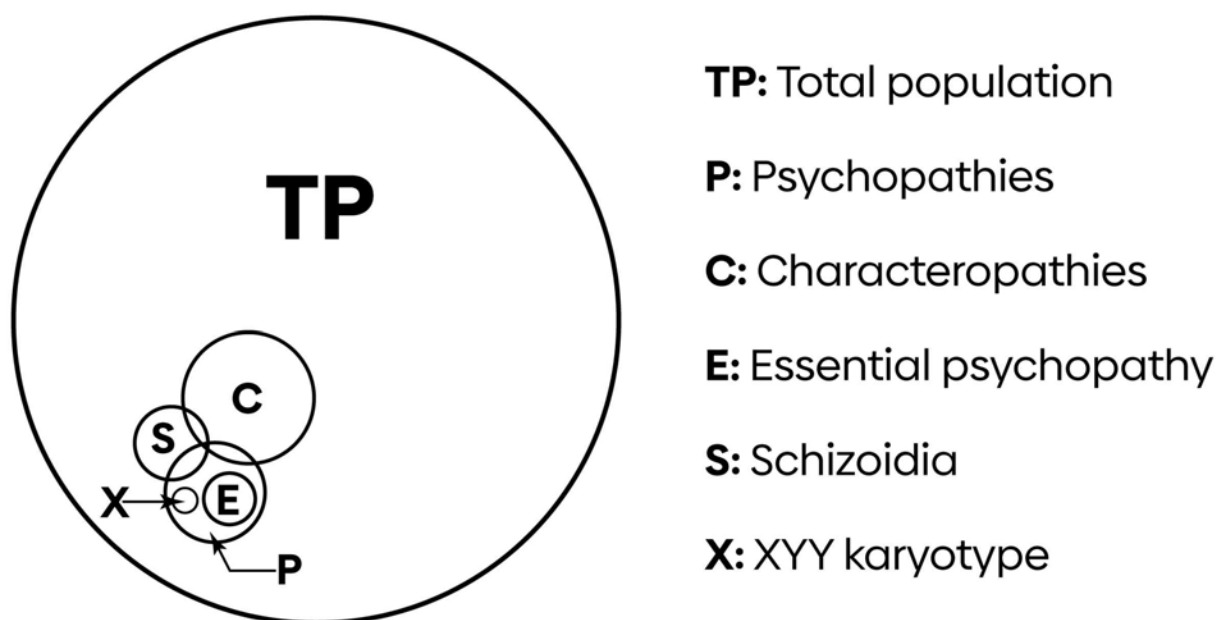 TP
C
S
X
E
P
TP: Total population
P: Psychopathies
C: Characteropathies
E: Essential psychopathy
S: Schizoidia
X: XYY karyotype